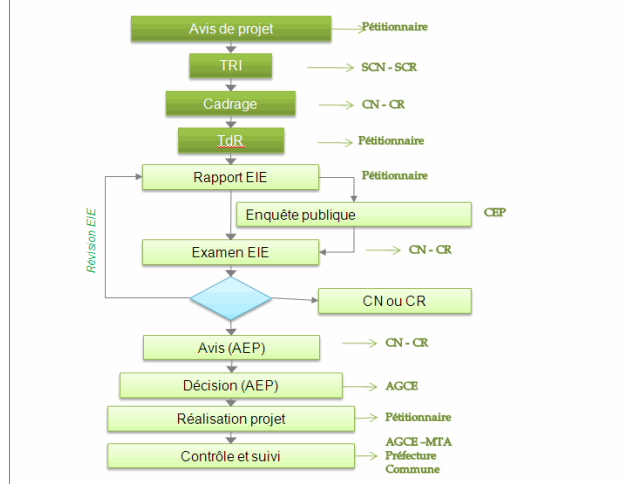 Avis de projet
Pétitionnaire
TRI
SCN - SCR
Cadrage
CN - CR
TdR
Pétitionnaire
Rapport EIE
Pétitionnaire
Enquête publique
CEP
Révision EIE
Examen EIE
CN - CR
CN ou CR
Avis (AEP)
CN - CR
Décision (AEP)
AGCE
Réalisation projet
Pétitionnaire
Contrôle et suivi
AGCE –MTA
Préfecture
Commune